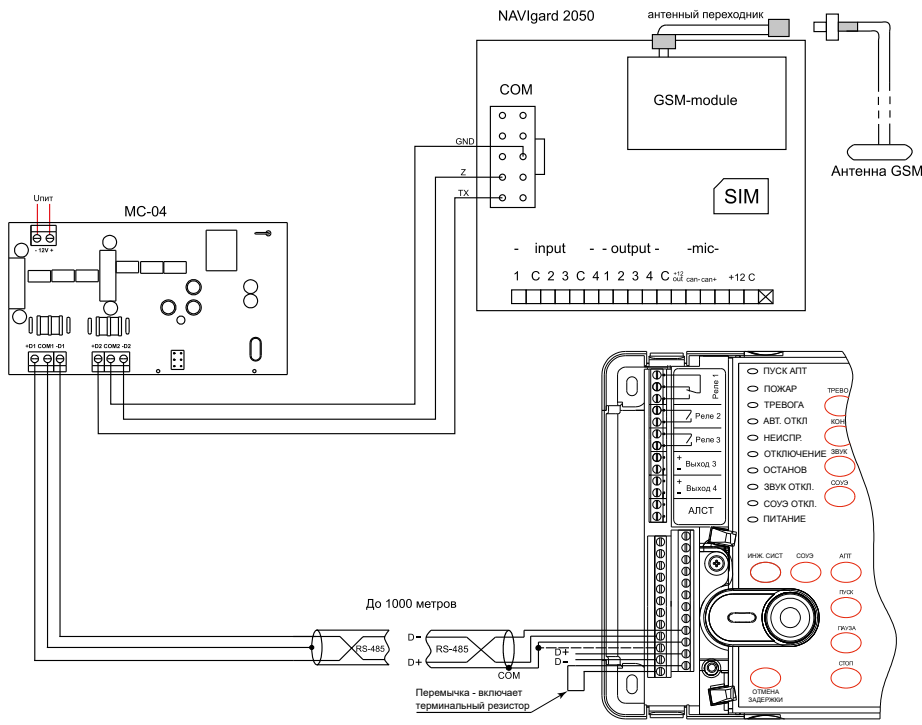 NAVIgard 2050
антенный переходник
COM
GSM-module
GND
Z
TX
Антенна GSM
SIM
- input - - output - -mic-
1 C 2 3 C 4 1 2 3 4 C +12 out can- can+ +12 C
Uпит
МС-04
- 12V +
+D1 COM1 -D1
+D2 COM2 -D2
Реле 1
Реле 2
Реле 3
+
- Выход 3
+
- Выход 4
АЛСТ
ПУСК АПТ
ПОЖАР
ТРЕВОГА
АВТ. ОТКЛ
НЕИСПР.
ОТКЛЮЧЕНИЕ
ОСТАНОВ
ЗВУК ОТКЛ.
СОУЭ ОТКЛ.
ПИТАНИЕ
ТРЕВО
КОН
ЗВУК
СОУЭ
ИНЖ. СИСТ
СОУЭ
АПТ
ПУСК
ПАУЗА
СТОП
ОТМЕНА
ЗАДЕРЖКИ
До 1000 метров
RS-485
D-
RS-485
D+
COM
D+
D-
Перемычка - включает
терминальный резистор